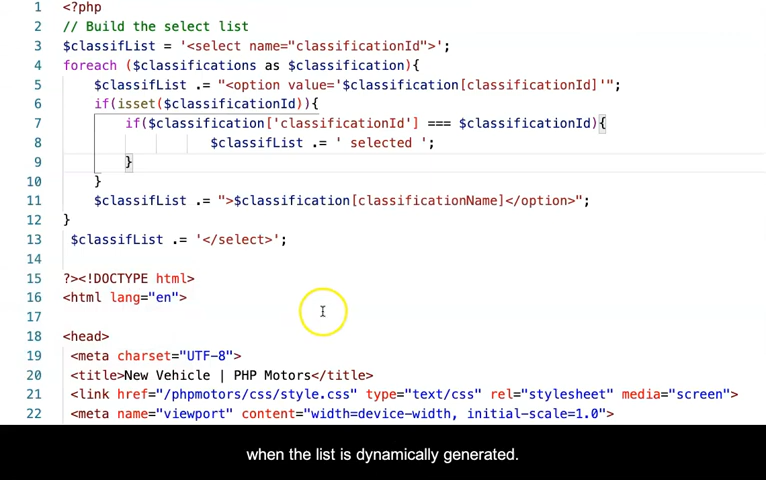 1 <?php
2 // Build the select list
3 $classifList = '<select name="classificationId">';
4 foreach ($classifications as $classification){
5 $classifList .= "<option value='$classification[classificationId]'";
6 if(isset($classificationId)){
7 if($classification['classificationId'] === $classificationId){
8 $classifList .= ' selected ';
9 }
10 }
11 $classifList .= ">$classification[classificationName]</option>";
12 }
13 $classifList .= '</select>';
14
15 ?><!DOCTYPE html>
16 <html lang="en">
17
18 <head>
19 <meta charset="UTF-8">
20 <title>New Vehicle | PHP Motors</title>
21 <link href="/phpmotors/css/style.css" type="text/css" rel="stylesheet" media="screen">
22 <meta name="viewport" content="width=device-width, initial-scale=1.0">
when the list is dynamically generated.